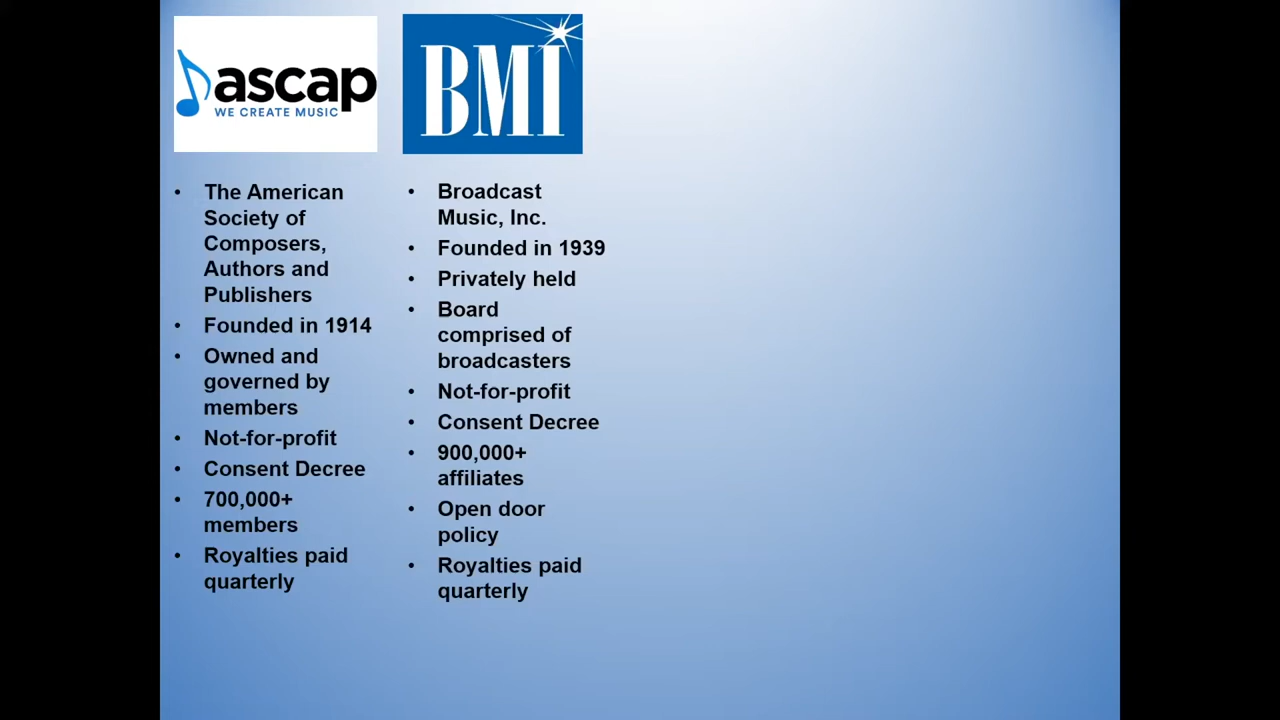 ascap
WE CREATE MUSIC
• The American
Society of
Composers,
Authors and
Publishers
• Founded in 1914
• Owned and
governed by
members
• Not-for-profit
• Consent Decree
• 700,000+
members
• Royalties paid
quarterly
BMI
• Broadcast
Music, Inc.
• Founded in 1939
• Privately held
• Board
comprised of
broadcasters
• Not-for-profit
• Consent Decree
• 900,000+
affiliates
• Open door
policy
• Royalties paid
quarterly